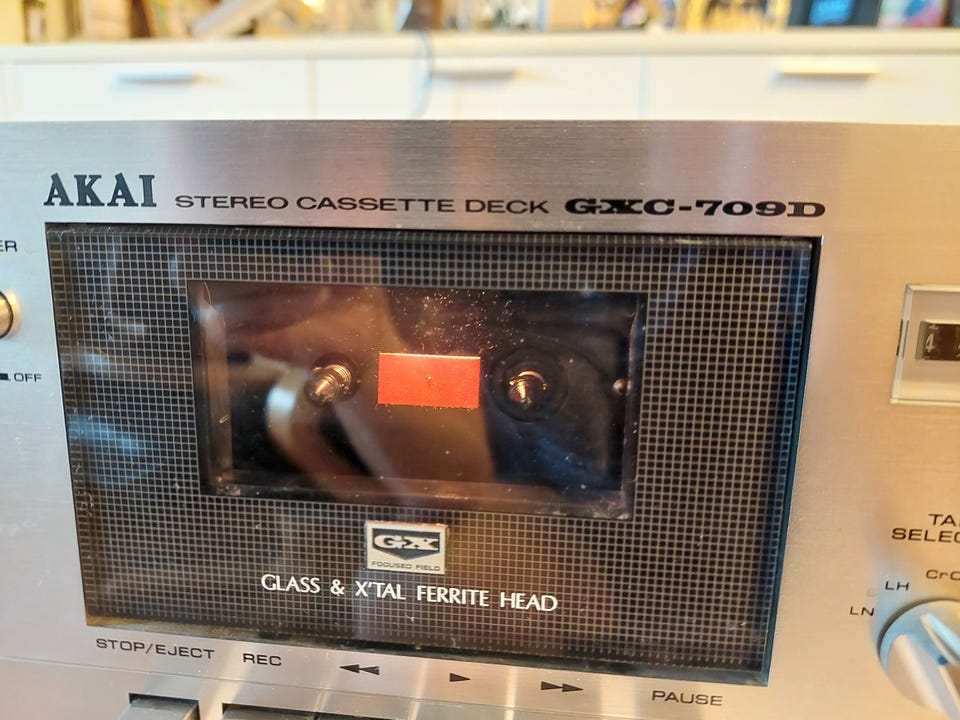 AKAI STEREO CASSETTE DECK GXC-709D
OFF
4
GX
FOCUSED FIELD
GLASS & X'TAL FERRITE HEAD
LH
LN
STOP/EJECT REC PAUSE